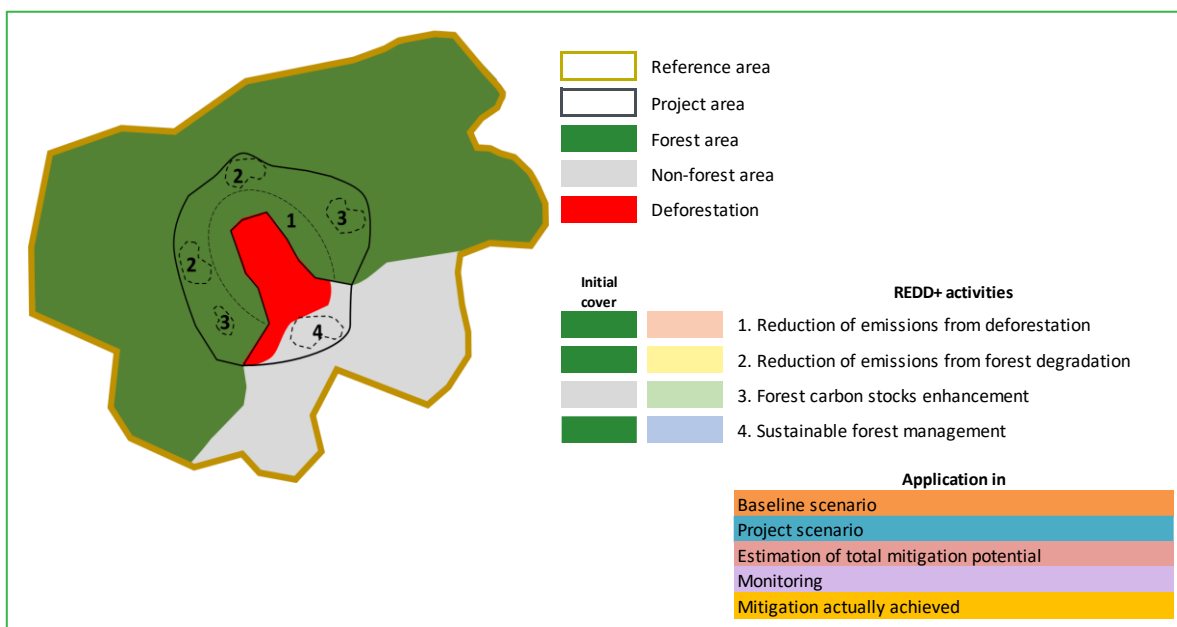 Reference area
Project area
Forest area
Non-forest area
Deforestation
2
1
3
2
3
4
Initial
cover
REDD+ activities
1. Reduction of emissions from deforestation
2. Reduction of emissions from forest degradation
3. Forest carbon stocks enhancement
4. Sustainable forest management
Application in
Baseline scenario
Project scenario
Estimation of total mitigation potential
Monitoring
Mitigation actually achieved